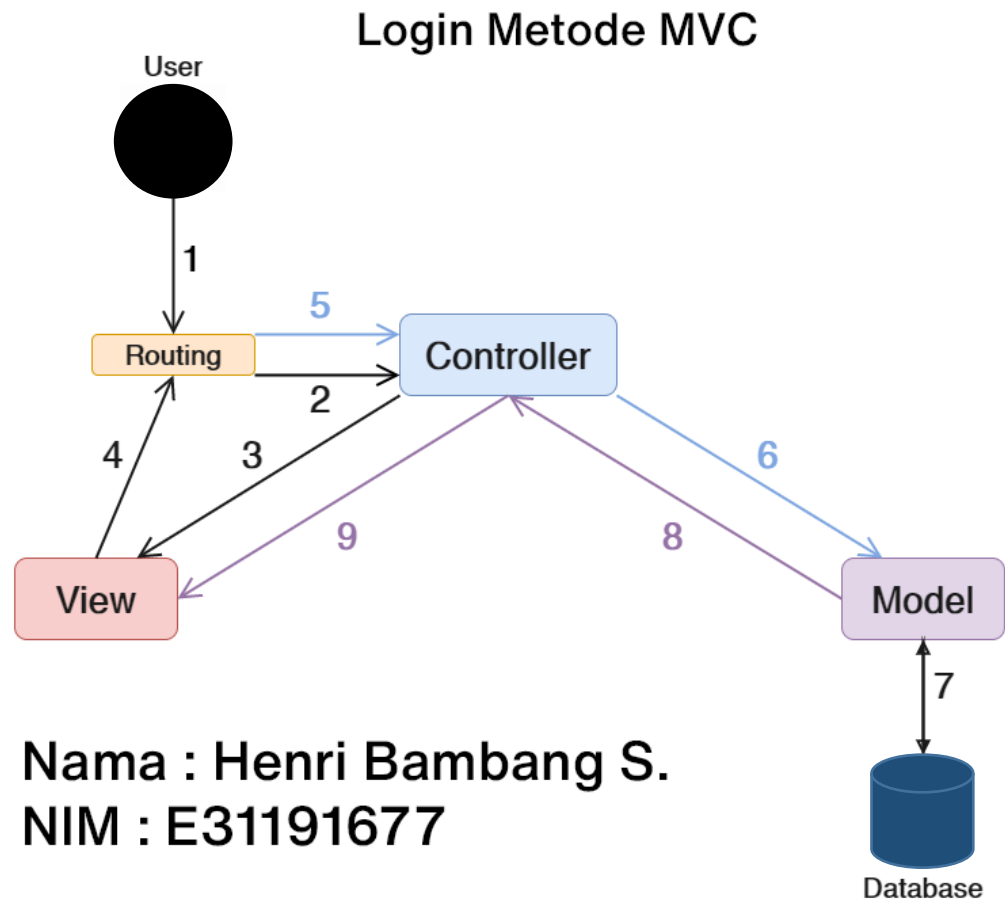 Login Metode MVC
User
1
5
Routing
Controller
2
4
3
6
9
8
View
Model
7
Nama : Henri Bambang S.
NIM : E31191677
Database